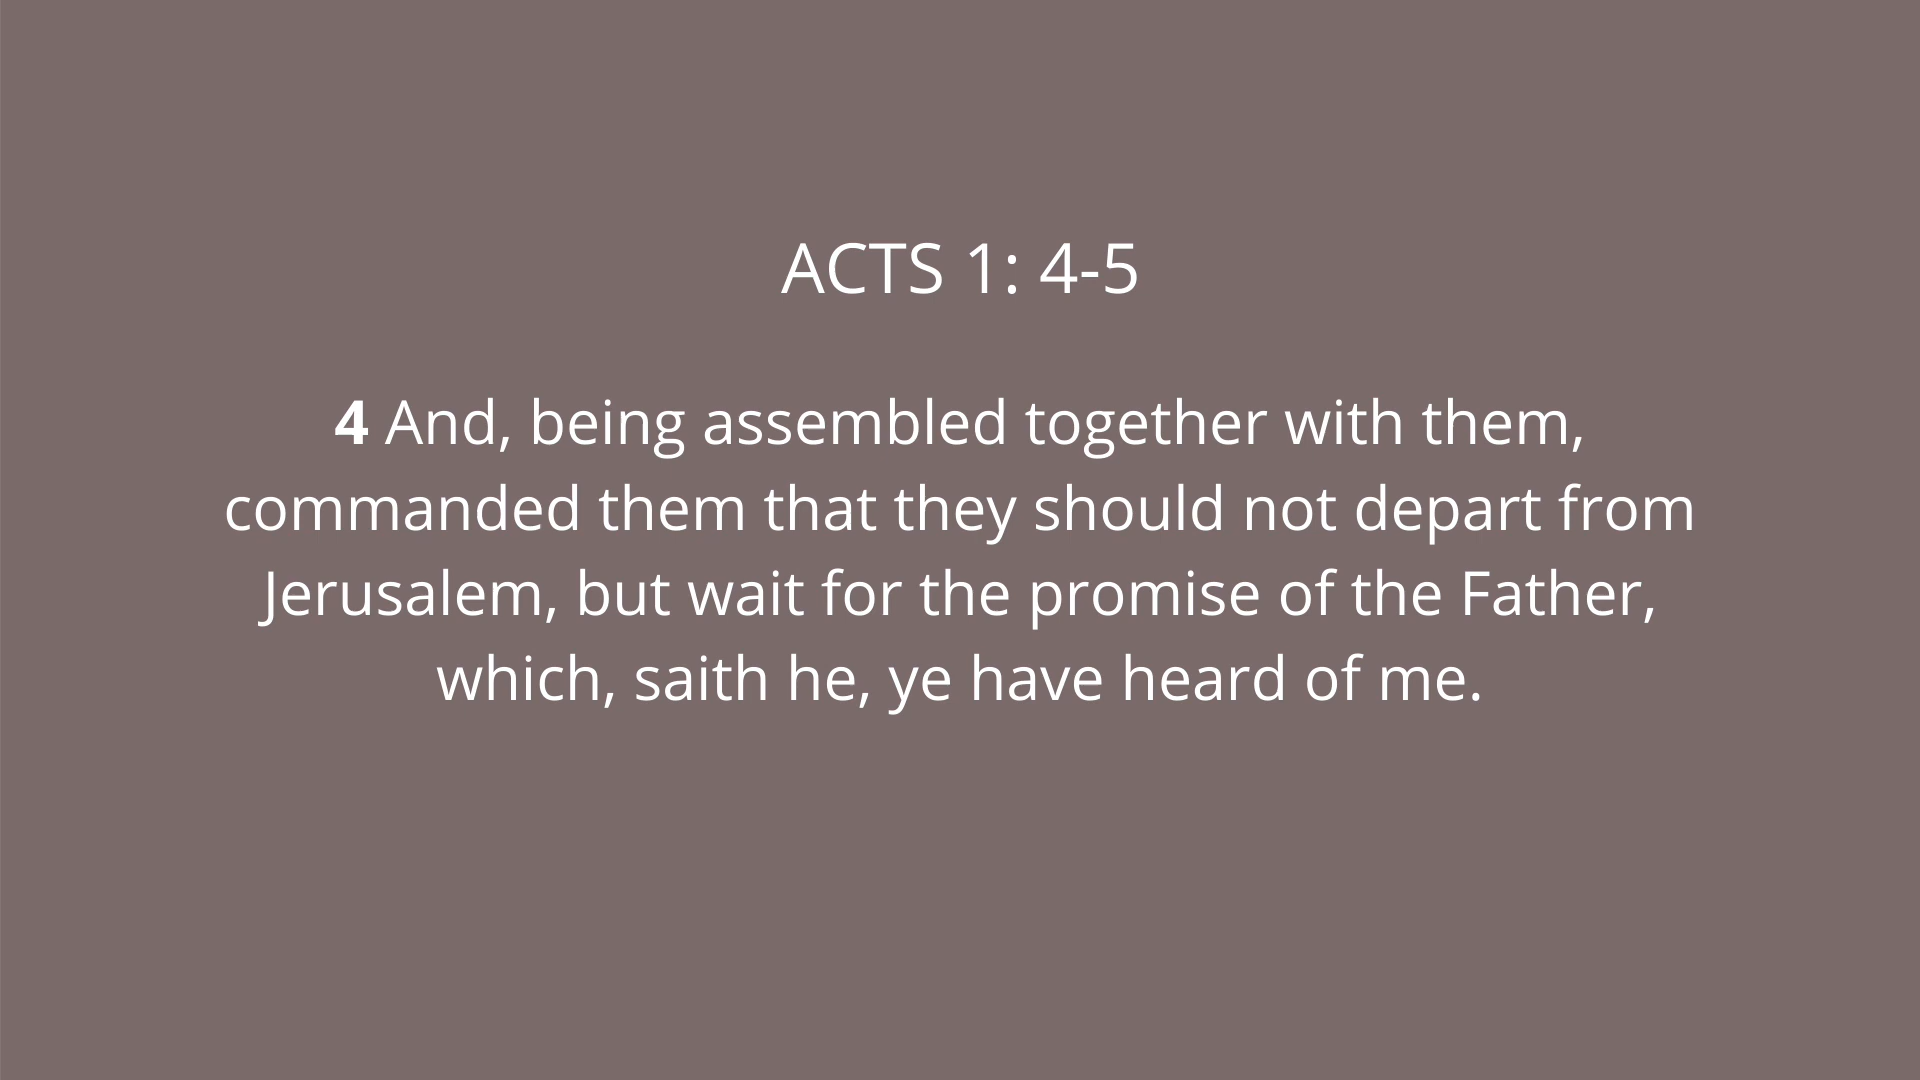 ACTS 1: 4-5
4 And, being assembled together with them,
commanded them that they should not depart from
Jerusalem, but wait for the promise of the Father,
which, saith he, ye have heard of me.